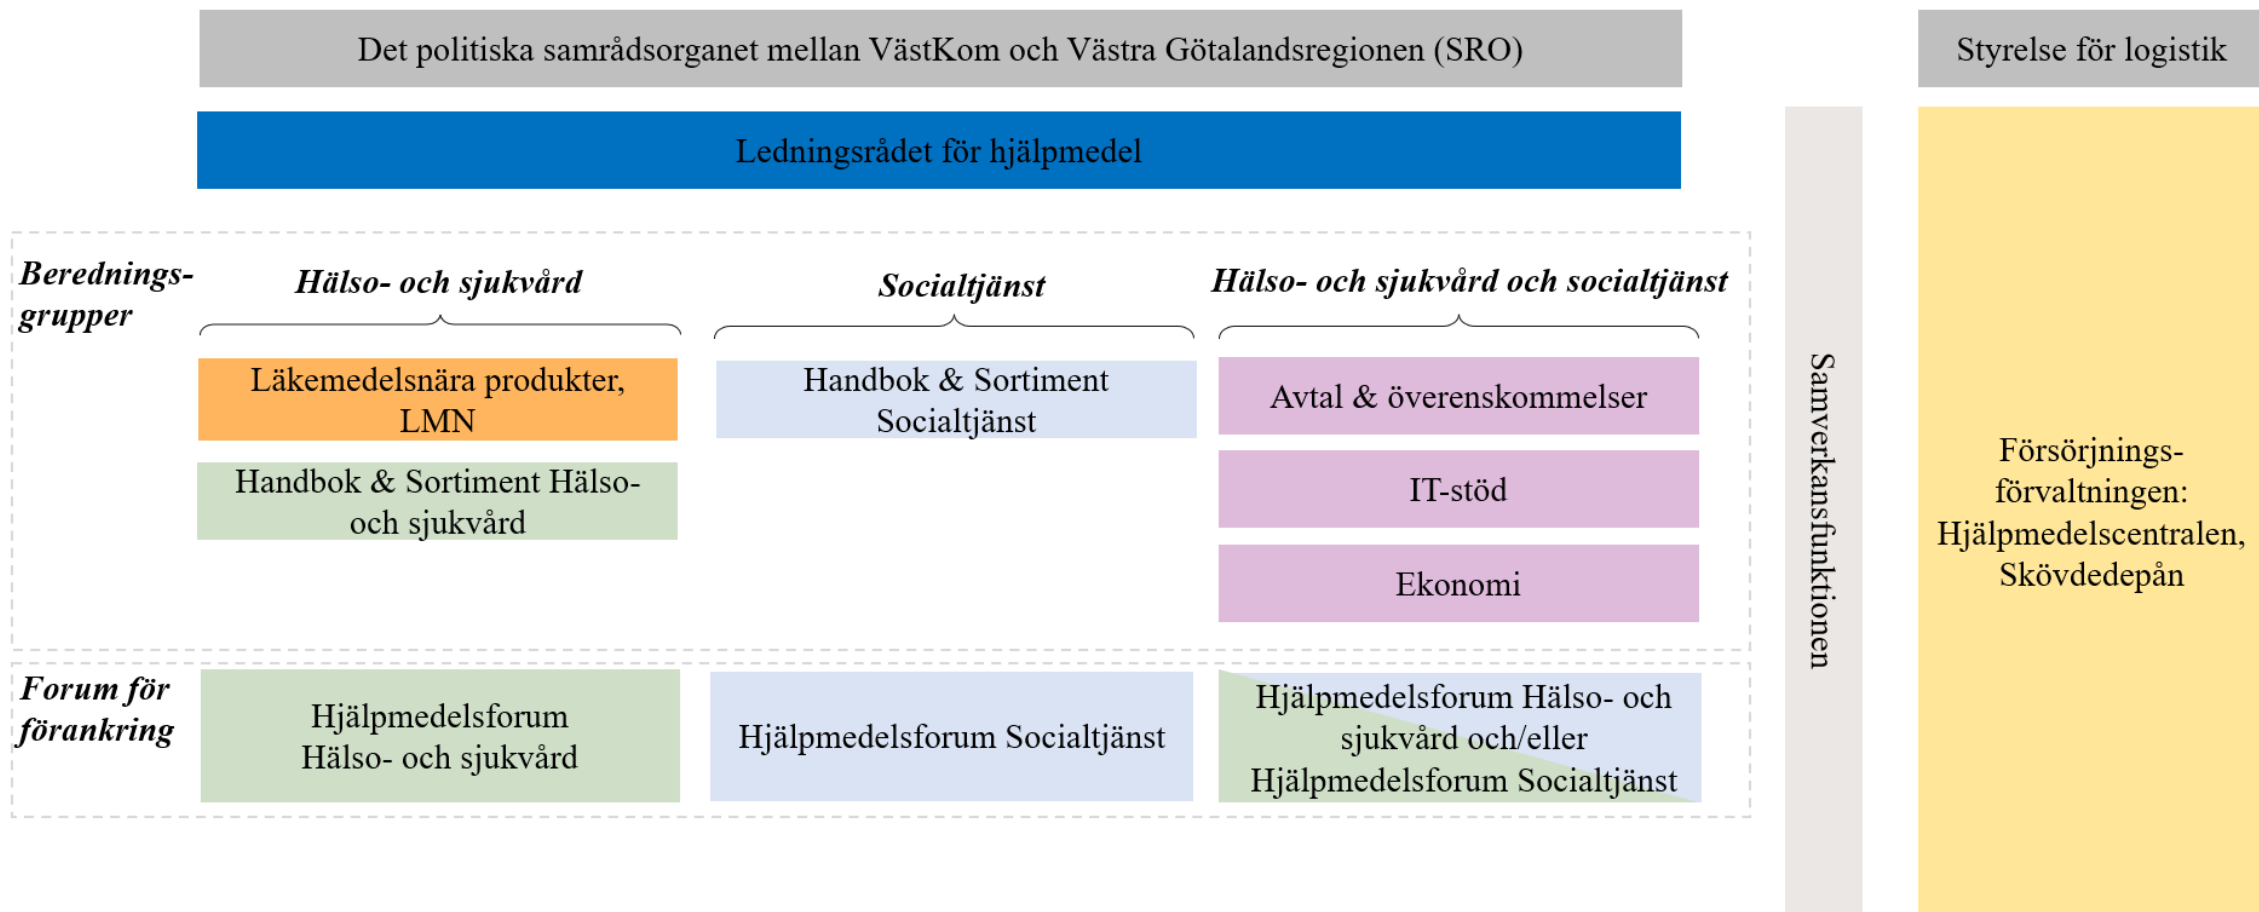 Det politiska samrådsorganet mellan VästKom och Västra Götalandsregionen (SRO)
Styrelse för logistik
Ledningsrådet för hjälpmedel
Berednings-
grupper
Hälso- och sjukvård
Läkemedelsnära produkter,
LMN
Handbok & Sortiment Hälso-
och sjukvård
Socialtjänst
Handbok & Sortiment
Socialtjänst
Hälso- och sjukvård och socialtjänst
Avtal & överenskommelser
IT-stöd
Ekonomi
Forum för
förankring
Hjälpmedelsforum
Hälso- och sjukvård
Hjälpmedelsforum Socialtjänst
Hjälpmedelsforum Hälso- och
sjukvård och/eller
Hjälpmedelsforum Socialtjänst
Samverkansfunktionen
Försörjnings-
förvaltningen:
Hjälpmedelscentralen,
Skövdedepån